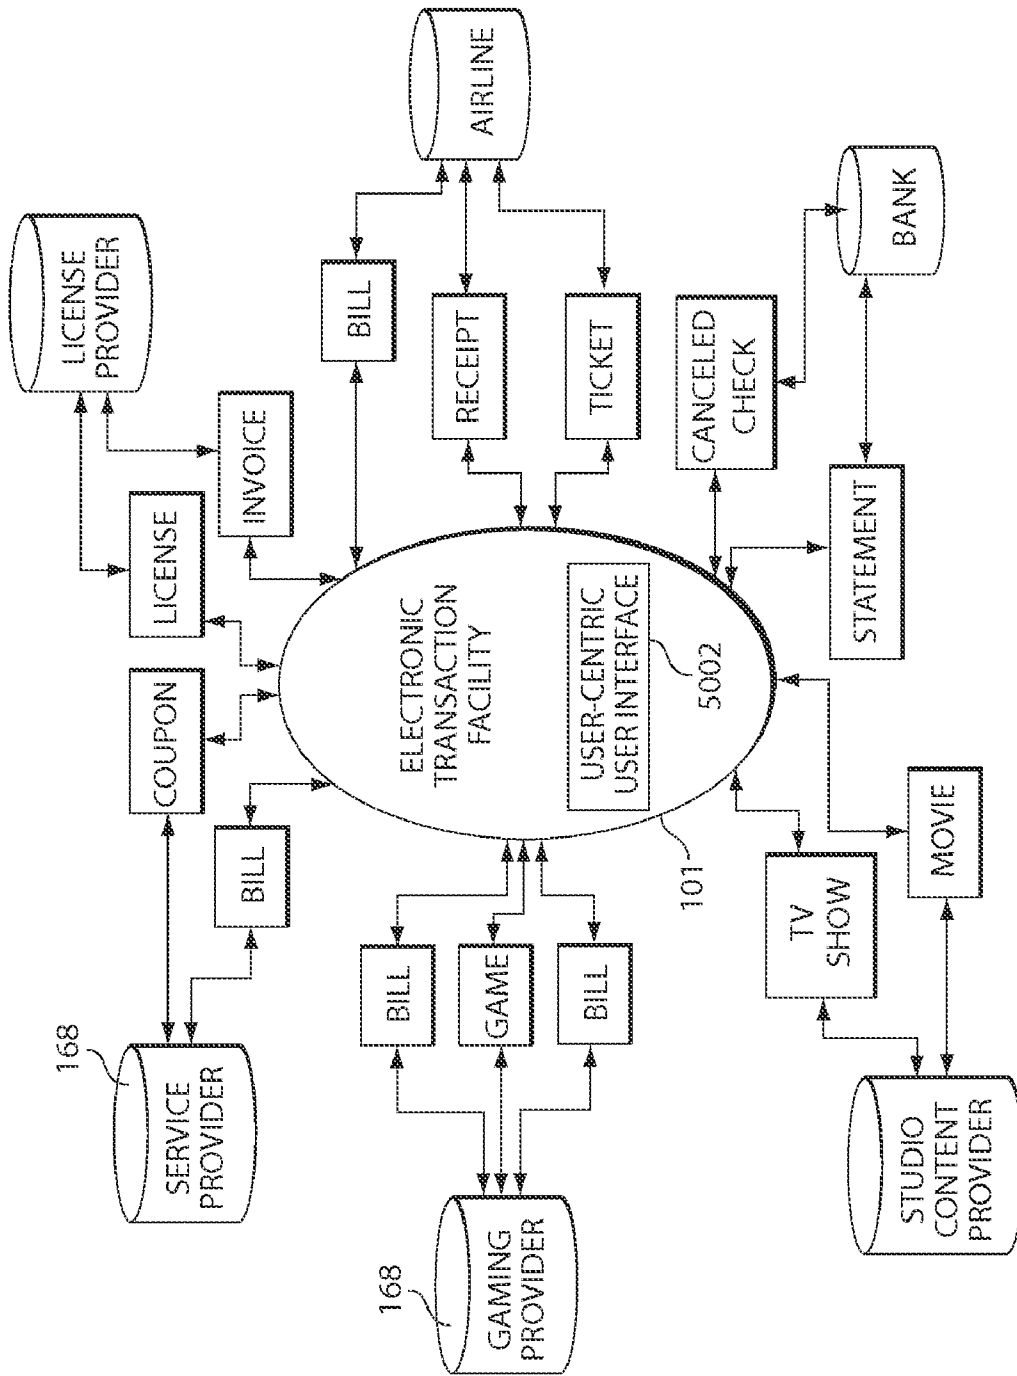 168
SERVICE
PROVIDER
COUPON
BILL
LICENSE
INVOICE
LICENSE
PROVIDER
168
GAMING
PROVIDER
BILL
GAME
BILL
ELECTRONIC
TRANSACTION
FACILITY
USER-CENTRIC
USER INTERFACE
5002
101
BILL
RECEIPT
TICKET
AIRLINE
STUDIO
CONTENT
PROVIDER
TV
SHOW
MOVIE
STATEMENT
CANCELED
CHECK
BANK